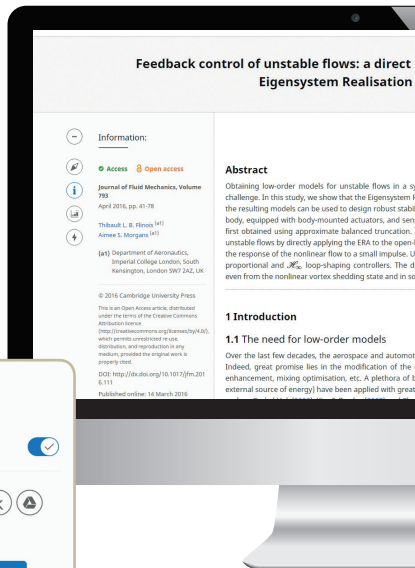 Feedback control of unstable flows: a direct
Eigensystem Realisation
Information:
Access Open access
Journal of Fluid Mechanics, Volume
793
April 2016, pp. 41-78
Thibault L. B. Flinois (a1)
Aimee S. Morgans (a1)
(a1) Department of Aeronautics,
Imperial College London, South
Kensington, London SW7 2AZ, UK
© 2016 Cambridge University Press
This is an Open Access article, distributed
under the terms of the Creative Commons
Attribution licence
(http://creativecommons.org/licenses/by/4.0/),
which permits unrestricted re-use,
distribution, and reproduction in any
medium, provided the original work is
properly cited.
DOI: http://dx.doi.org/10.1017/jfm.201
6.111
Published online: 14 March 2016
Abstract
Obtaining low-order models for unstable flows in a sy
challenge. In this study, we show that the Eigensystem R
the resulting models can be used to design robust stabil
body, equipped with body-mounted actuators, and sens
first obtained using approximate balanced truncation.
unstable flows by directly applying the ERA to the open-l
the response of the nonlinear flow to a small impulse. U
proportional and ℋ∞ loop-shaping controllers. The d
even from the nonlinear vortex shedding state and in so
1 Introduction
1.1 The need for low-order models
Over the last few decades, the aerospace and automot
Indeed, great promise lies in the modification of the
enhancement, mixing optimisation, etc. A plethora of b
external source of energy) have been applied with great